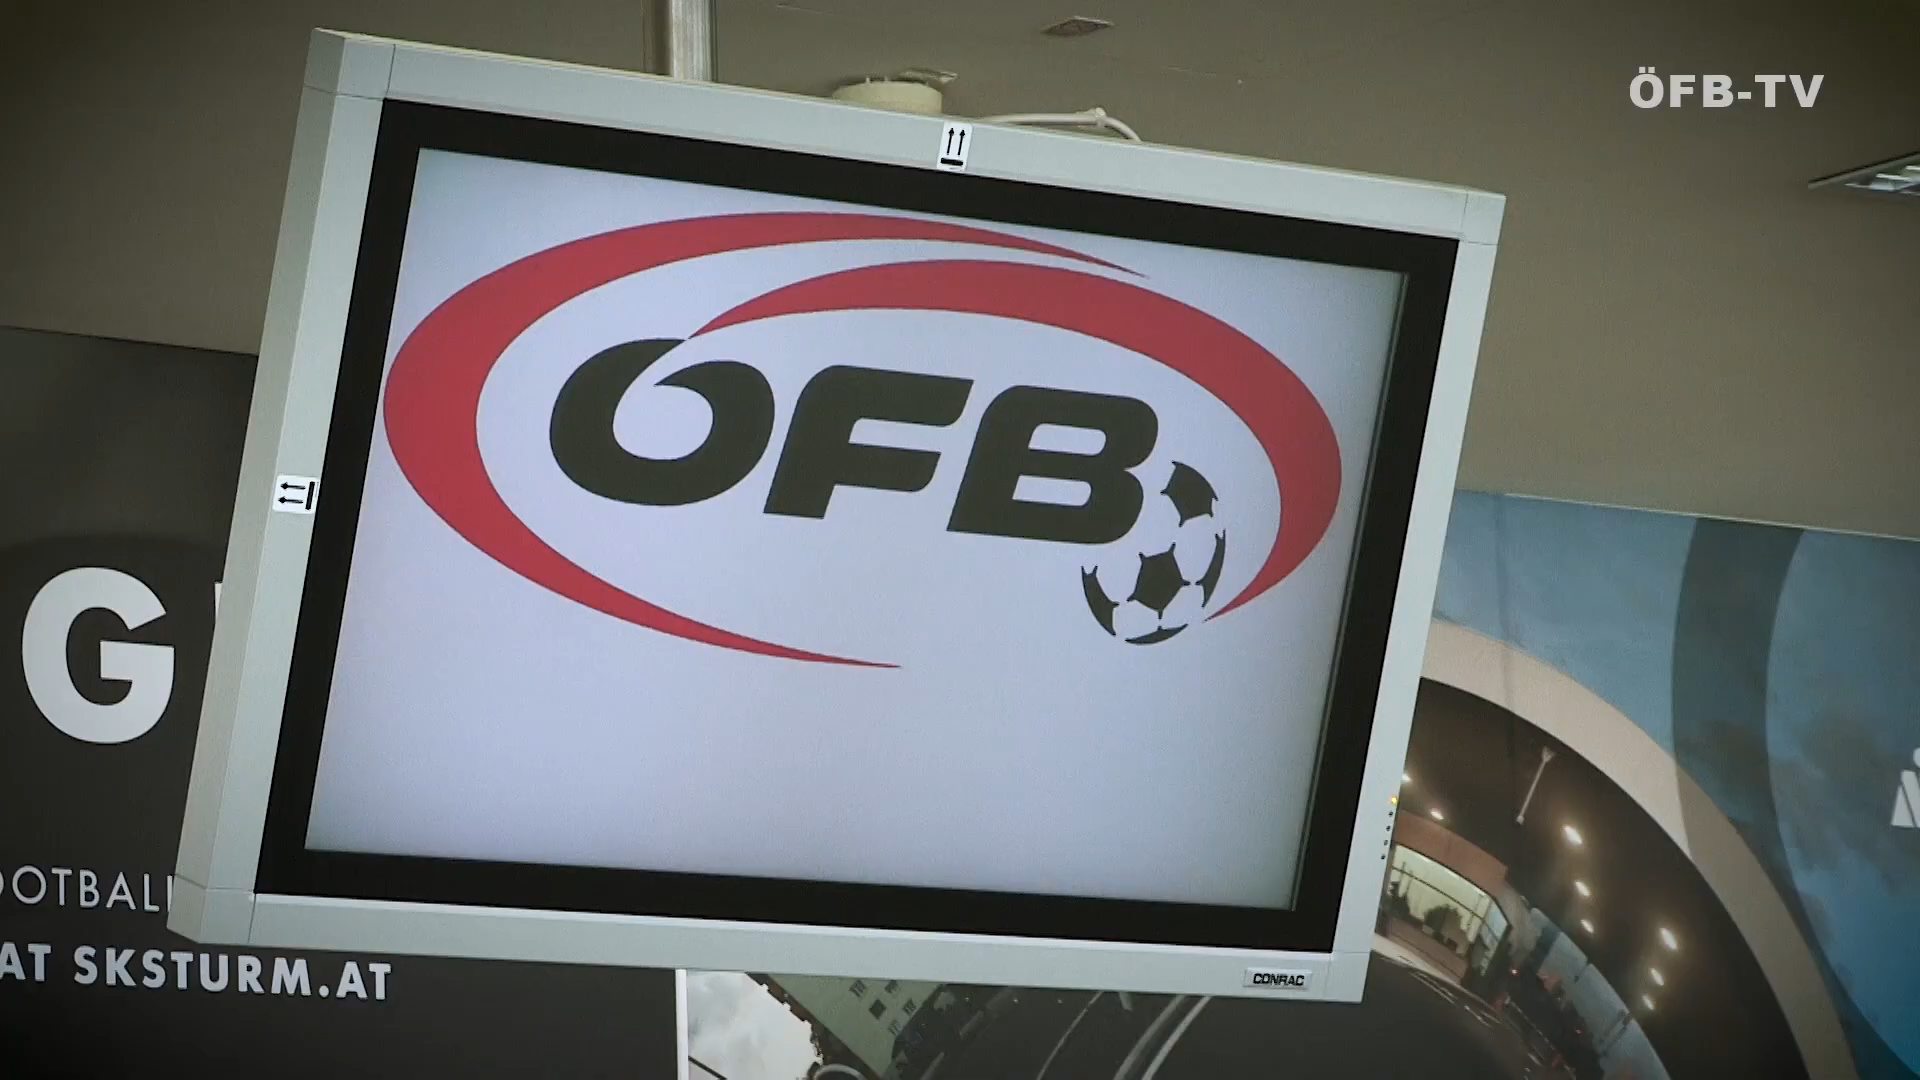 ÖFB-TV
ÖFB
G
OOTBALL
AT SKSTURM.AT
CONRAC